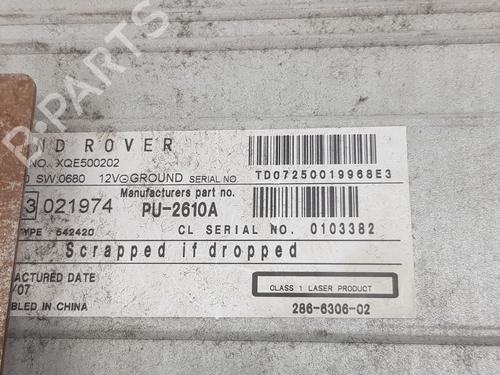 B-PARTS
ND ROVER
NO. XQE500202
SW:0680 12V⎓GROUND SERIAL NO TD07250019968E3
3 021974 Manufacturers part no. PU-2610A
CL SERIAL NO. 0103382
TYPE 542420
Scrapped if dropped
ACTURED DATE
/07
BLED IN CHINA
CLASS 1 LASER PRODUCT
286-6306-02